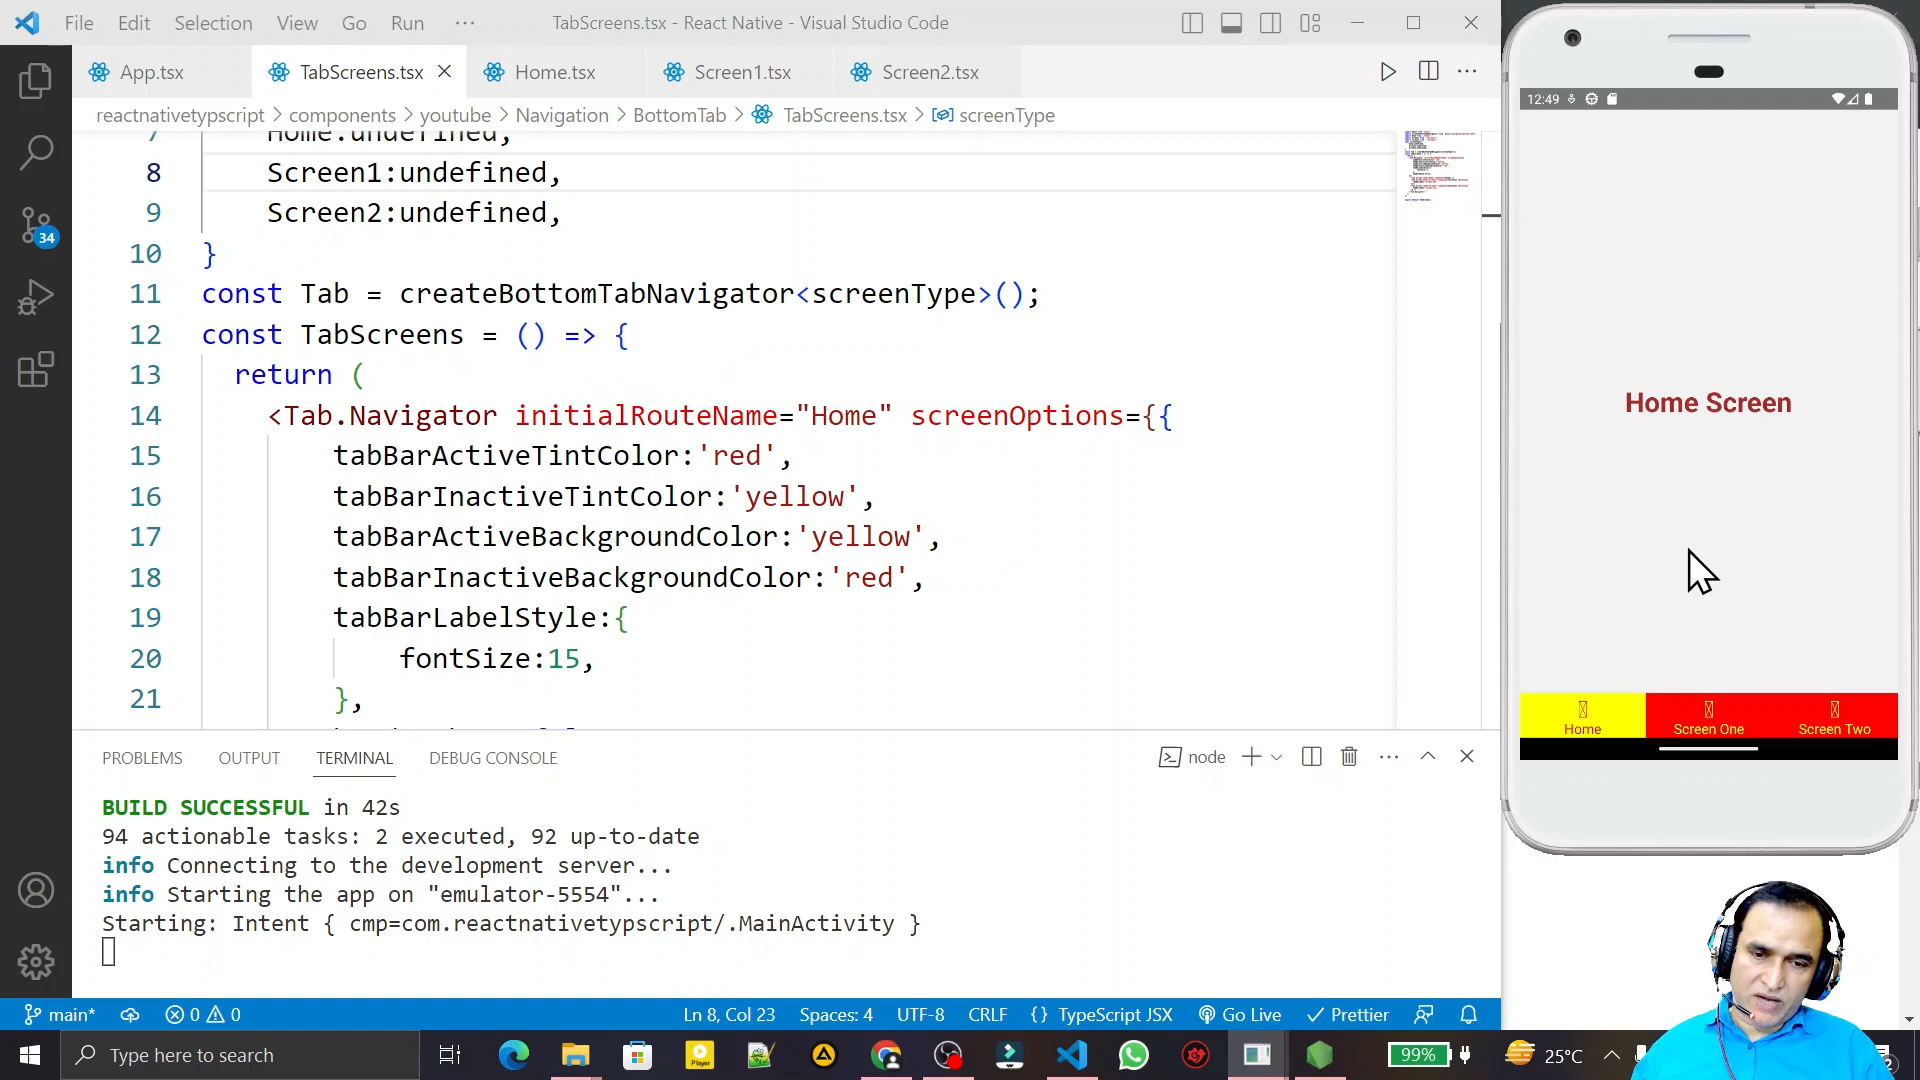 File Edit Selection View Go Run ··· TabScreens.tsx - React Native - Visual Studio Code
App.tsx TabScreens.tsx Home.tsx Screen1.tsx Screen2.tsx
reactnativetypscript > components > youtube > Navigation > BottomTab > TabScreens.tsx > screenType
7 Home:undefined,
8 Screen1:undefined,
9 Screen2:undefined,
10 }
11 const Tab = createBottomTabNavigator<screenType>();
12 const TabScreens = () => {
13 return (
14 <Tab.Navigator initialRouteName="Home" screenOptions={{
15 tabBarActiveTintColor:'red',
16 tabBarInactiveTintColor:'yellow',
17 tabBarActiveBackgroundColor:'yellow',
18 tabBarInactiveBackgroundColor:'red',
19 tabBarLabelStyle:{
20 fontSize:15,
21 },
34
PROBLEMS OUTPUT TERMINAL DEBUG CONSOLE node
BUILD SUCCESSFUL in 42s
94 actionable tasks: 2 executed, 92 up-to-date
info Connecting to the development server...
info Starting the app on "emulator-5554"...
Starting: Intent { cmp=com.reactnativetypscript/.MainActivity }
main* 0 0 Ln 8, Col 23 Spaces: 4 UTF-8 CRLF {} TypeScript JSX Go Live Prettier
Type here to search Player 99% 25°C
12:49
Home Screen
Home Screen One Screen Two